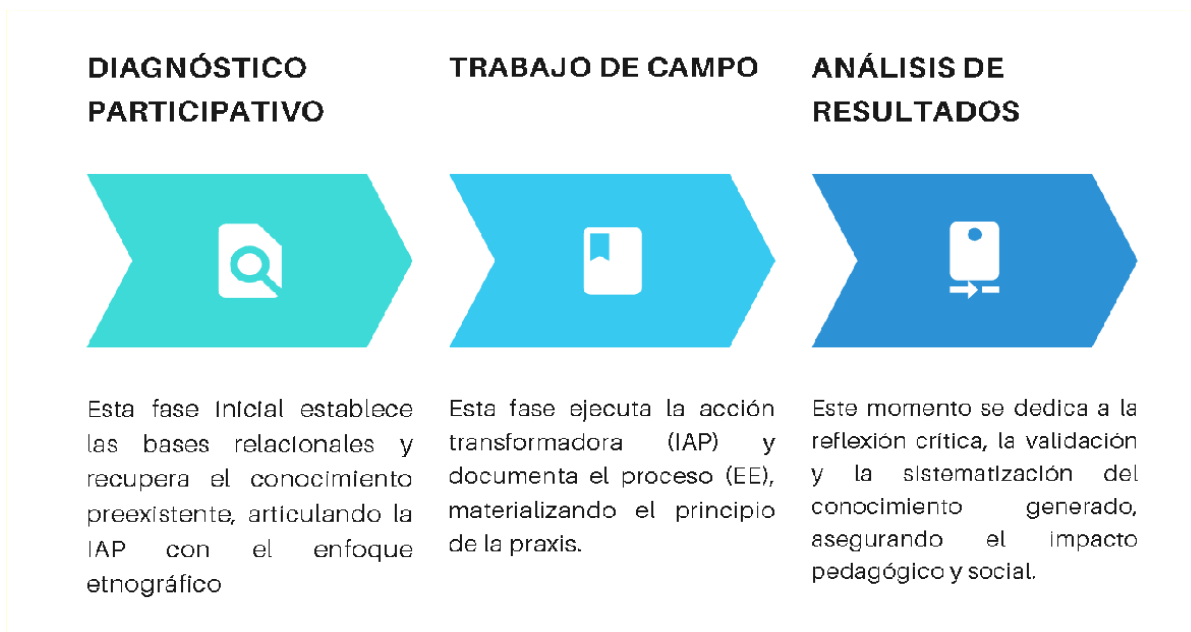 DIAGNÓSTICO
PARTICIPATIVO
Esta fase inicial establece
las bases relacionales y
recupera el conocimiento
preexistente, articulando la
IAP con el enfoque
etnográfico
TRABAJO DE CAMPO
Esta fase ejecuta la acción
transformadora (IAP) y
documenta el proceso (EE),
materializando el principio
de la praxis.
ANÁLISIS DE
RESULTADOS
Este momento se dedica a la
reflexión crítica, la validación
y la sistematización del
conocimiento generado,
asegurando el impacto
pedagógico y social.